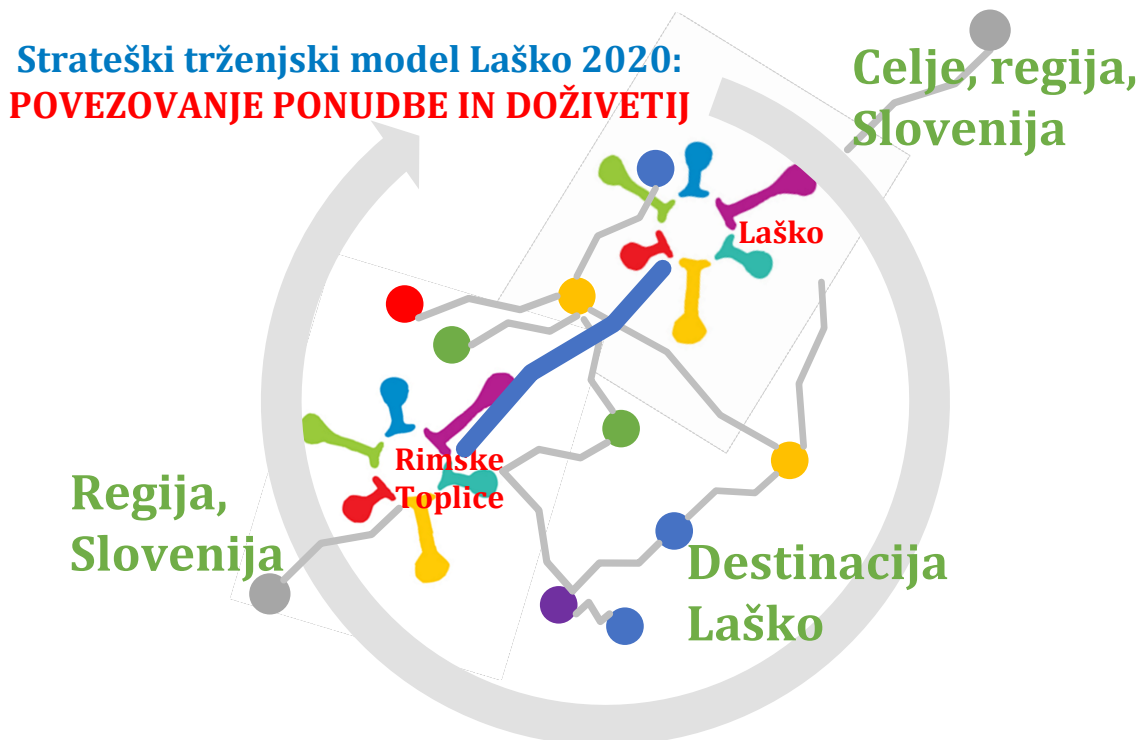 Strateški trženjski model Laško 2020:
POVEZOVANJE PONUDBE IN DOŽIVETIJ
Celje, regija,
Slovenija
Laško
Rimske
Toplice
Regija,
Slovenija
Destinacija
Laško